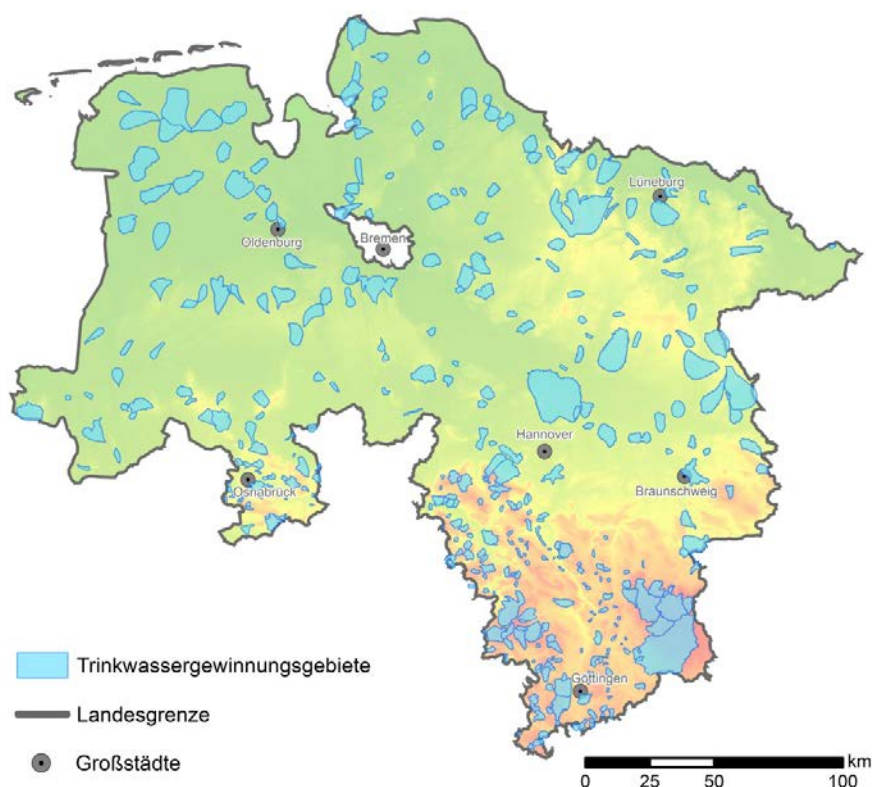 Lüneburg
Oldenburg
Bremen
Hannover
Osnabrück
Braunschweig
Göttingen
Trinkwassergewinnungsgebiete
Landesgrenze
Großstädte
km
0 25 50 100